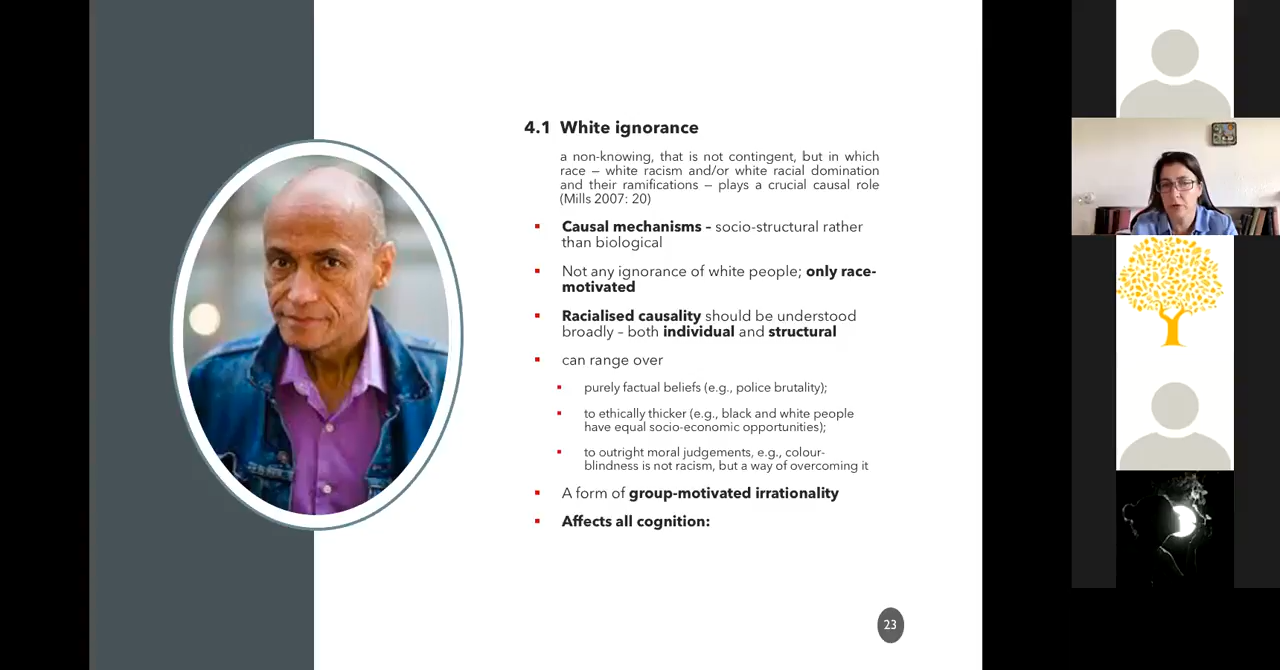 4.1 White ignorance
a non-knowing, that is not contingent, but in which
race – white racism and/or white racial domination
and their ramifications – plays a crucial causal role
(Mills 2007: 20)
▪ Causal mechanisms – socio-structural rather
than biological
▪ Not any ignorance of white people; only race-
motivated
▪ Racialised causality should be understood
broadly – both individual and structural
▪ can range over
▪ purely factual beliefs (e.g., police brutality);
▪ to ethically thicker (e.g., black and white people
have equal socio-economic opportunities);
▪ to outright moral judgements, e.g., colour-
blindness is not racism, but a way of overcoming it
▪ A form of group-motivated irrationality
▪ Affects all cognition:
23